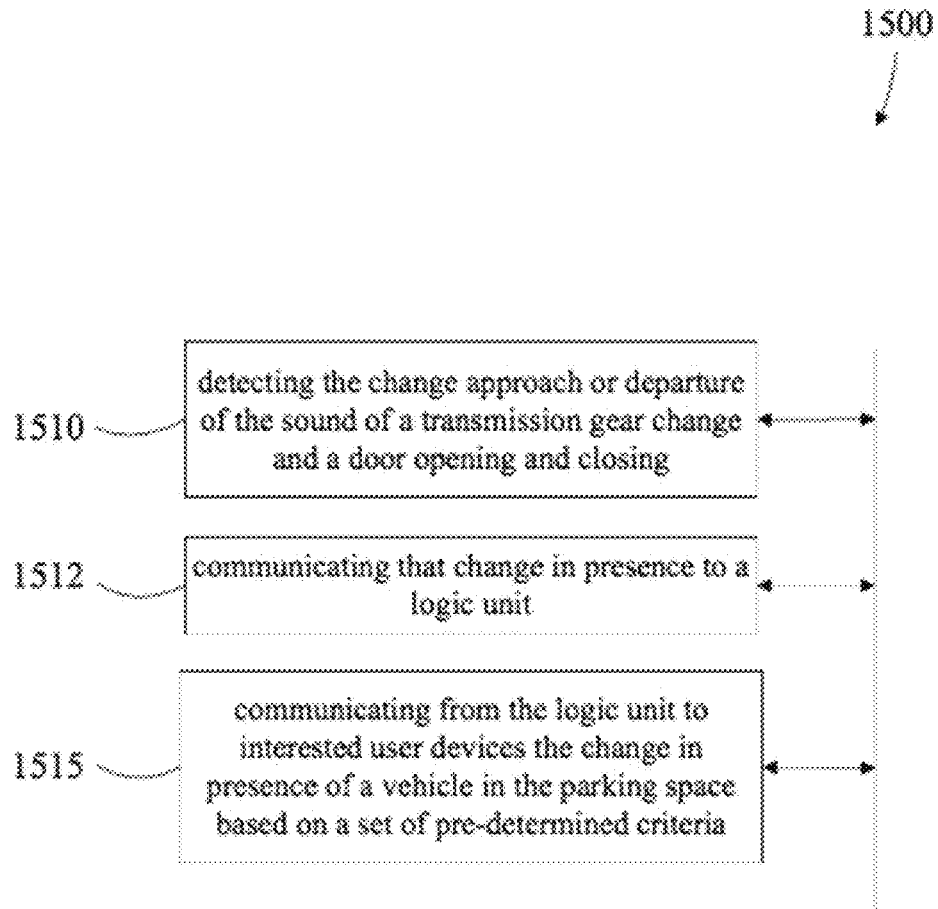 1500
1510
detecting the change approach or departure
of the sound of a transmission gear change
and a door opening and closing
1512
communicating that change in presence to a
logic unit
1515
communicating from the logic unit to
interested user devices the change in
presence of a vehicle in the parking space
based on a set of pre-determined criteria